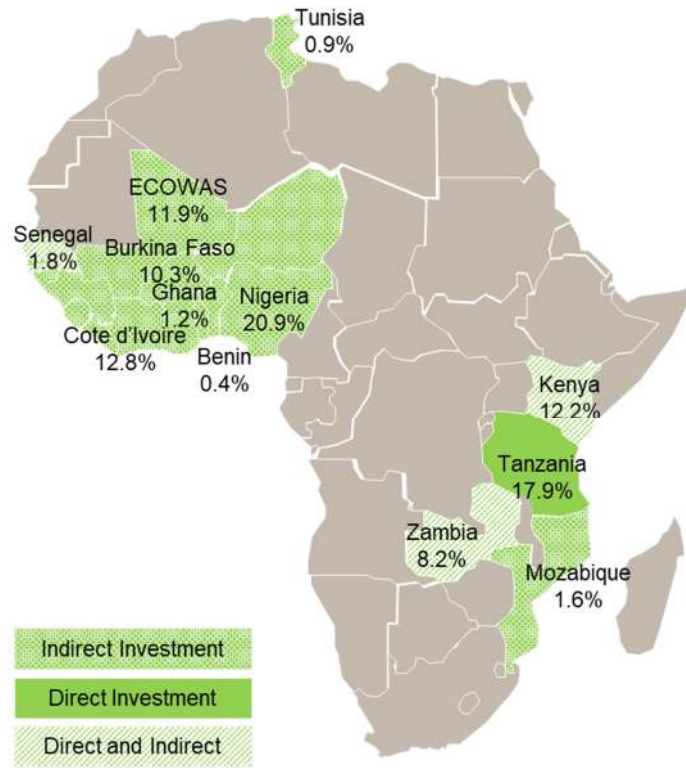 Tunisia
0.9%
ECOWAS
11.9%
Senegal
1.8%
Burkina Faso
10.3%
Ghana
1.2%
Nigeria
20.9%
Cote d'Ivoire
12.8%
Benin
0.4%
Kenya
12.2%
Tanzania
17.9%
Zambia
8.2%
Mozabique
1.6%
Indirect Investment
Direct Investment
Direct and Indirect